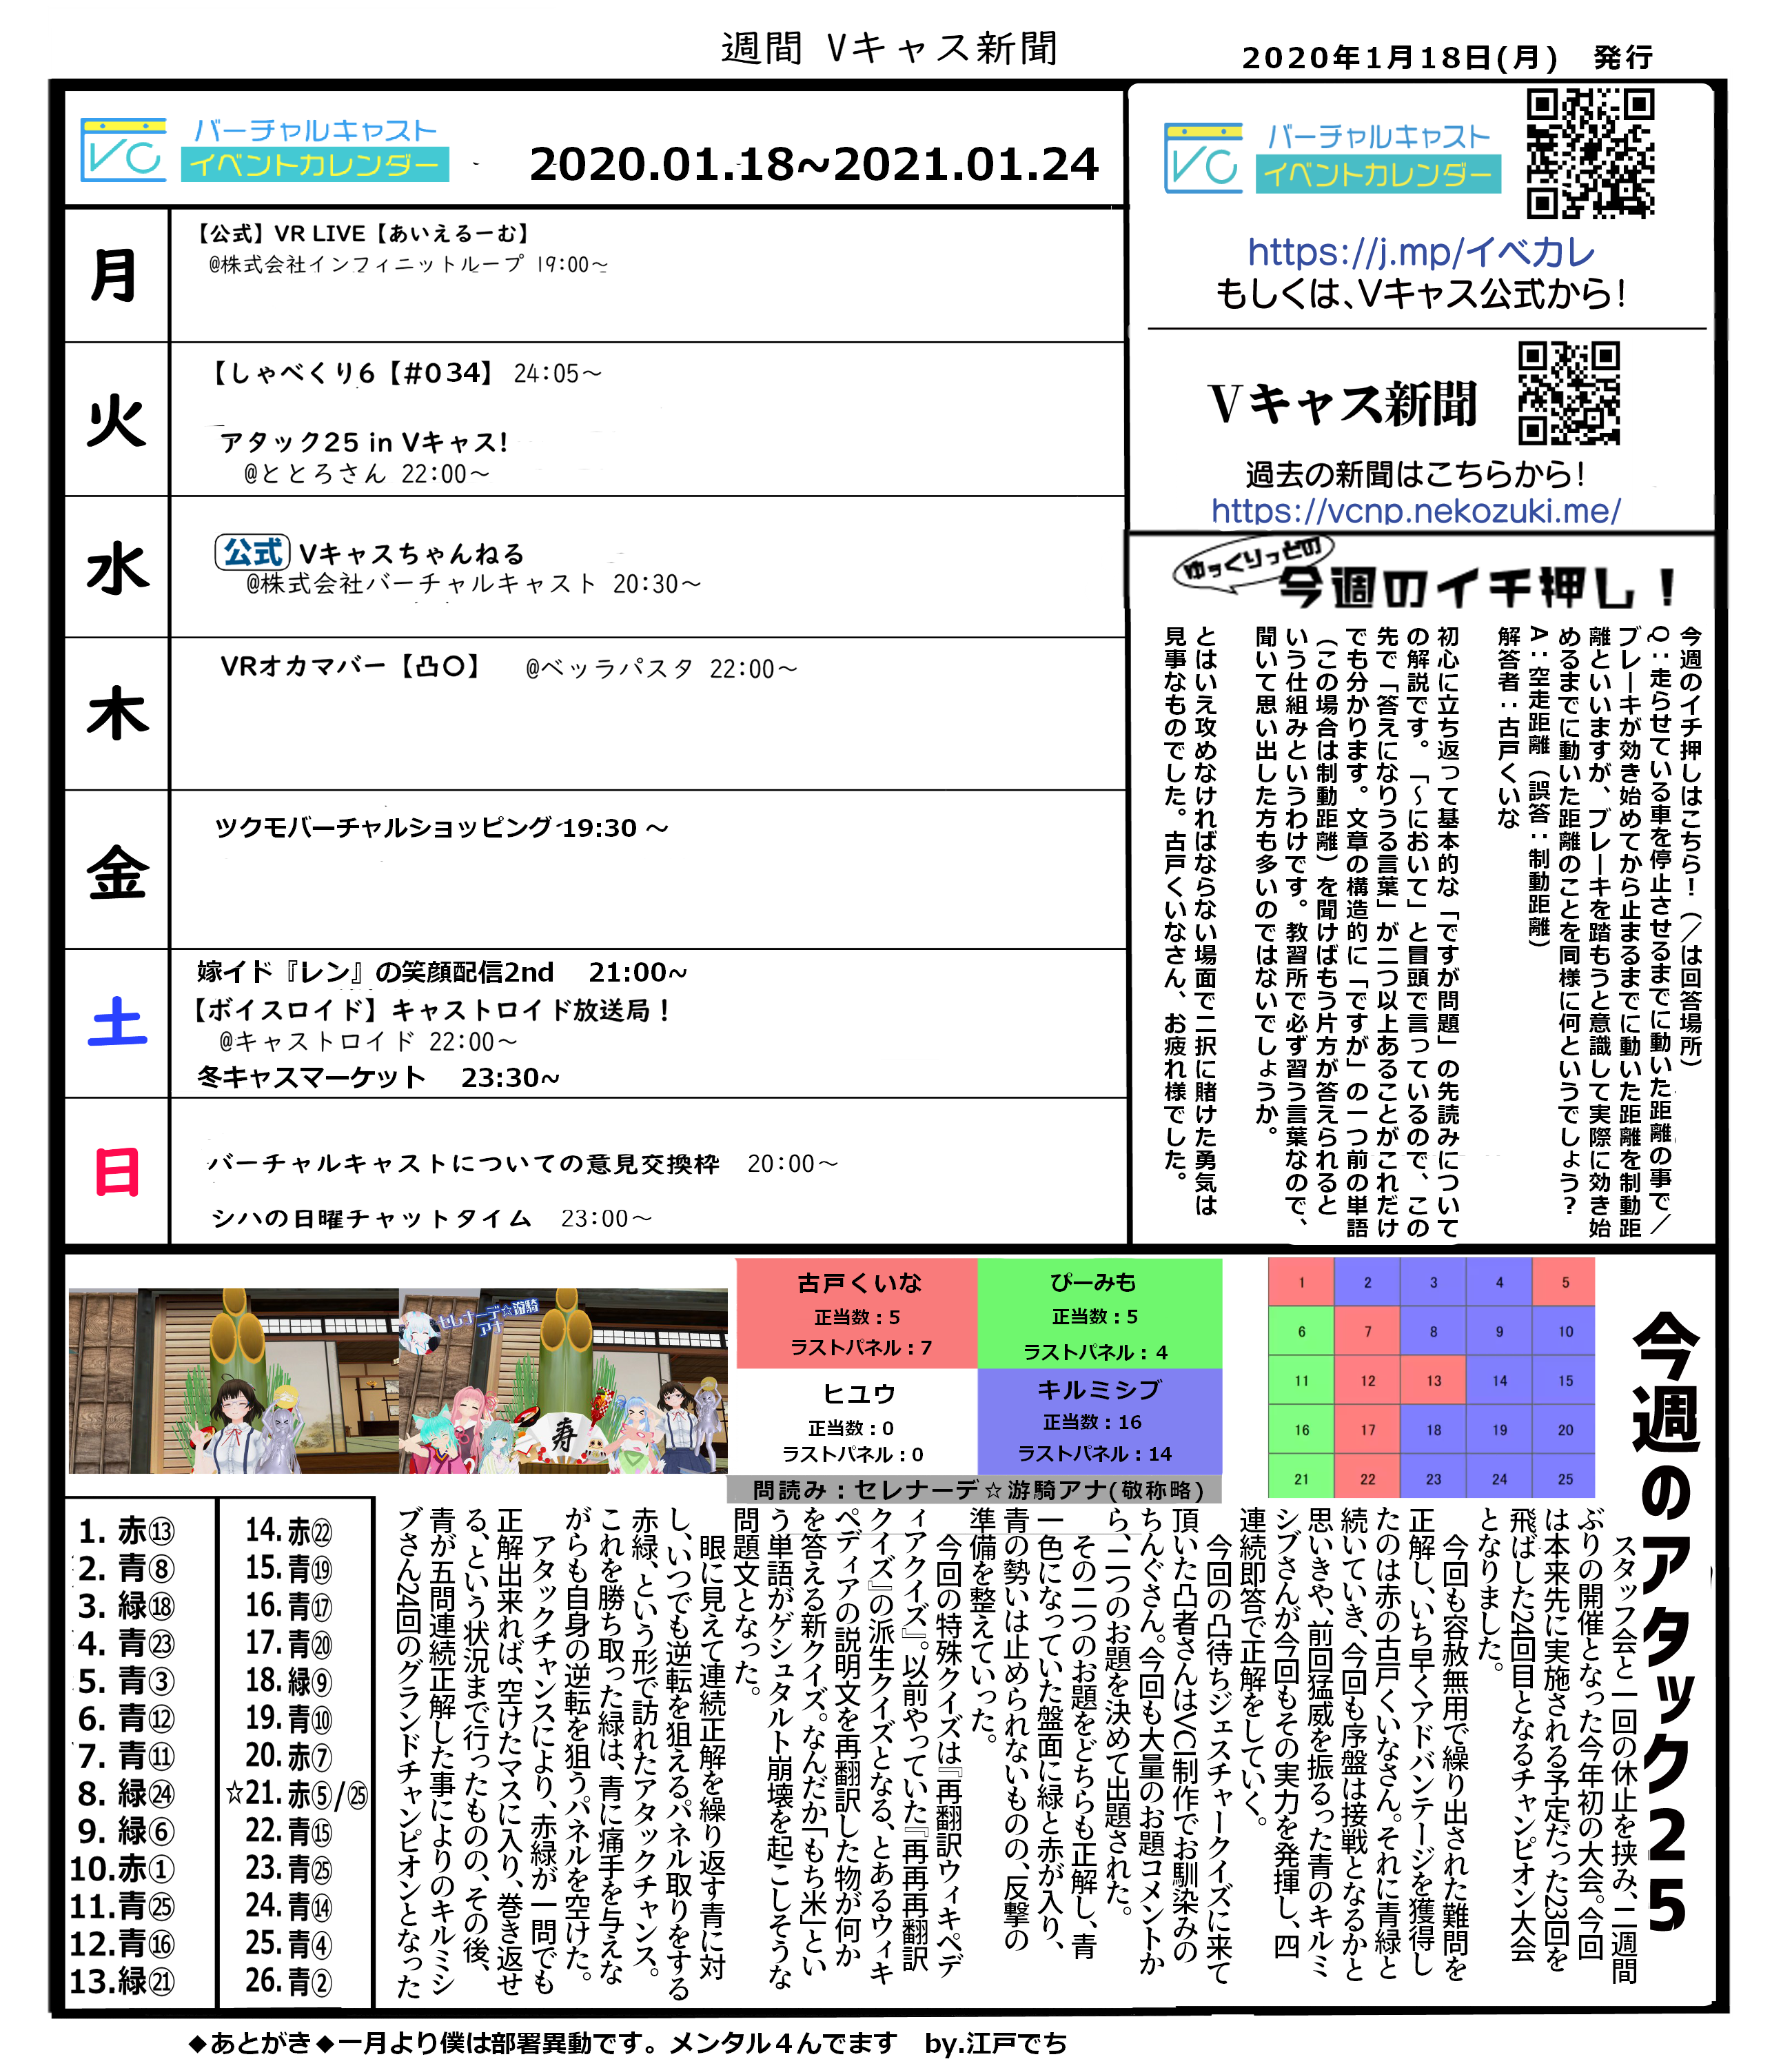 週間 Vキャス新聞
2020年1月18日(月) 発行
バーチャルキャスト
イベントカレンダー
2020.01.18~2021.01.24
月
【公式】VR LIVE【あいえるーむ】
@株式会社インフィニットループ 19:00～
火
【しゃべくり6【#034】 24:05～
アタック25 in Vキャス!
@ととろさん 22:00～
水
公式 Vキャスちゃんねる
@株式会社バーチャルキャスト 20:30～
木
VRオカマバー【凸〇】 @ベッラパスタ 22:00～
金
ツクモバーチャルショッピング 19:30 ～
土
嫁イド『レン』の笑顔配信2nd 21:00~
【ボイスロイド】キャストロイド放送局！
@キャストロイド 22:00～
冬キャスマーケット 23:30~
日
バーチャルキャストについての意見交換枠 20:00～
シハの日曜チャットタイム 23:00～
バーチャルキャスト
イベントカレンダー
https://j.mp/イベカレ
もしくは、Vキャス公式から!
Vキャス新聞
過去の新聞はこちらから!
https://vcnp.nekozuki.me/
ゆっくりっとの
今週のイチ押し！
今週のイチ押しはこちら！（／は回答場所）
Q：走らせている車を停止させるまでに動いた距離の事で／
ブレーキが効き始めてから止まるまでに動いた距離を制動距
離といいますが、ブレーキを踏もうと意識して実際に効き始
めるまでに動いた距離のことを同様に何というでしょう？
A：空走距離（誤答：制動距離）
解答者：古戸くいな
初心に立ち返って基本的な「ですが問題」の先読みについて
の解説です。「～において」と冒頭で言っているので、この
先で「答えになりうる言葉」が二つ以上あることがこれだけ
でも分かります。文章の構造的に「ですが」の一つ前の単語
（この場合は制動距離）を聞けばもう片方が答えられると
いう仕組みというわけです。教習所で必ず習う言葉なので、
聞いて思い出した方も多いのではないでしょうか。
とはいえ攻めなければならない場面で二択に賭けた勇気は
見事なものでした。古戸くいなさん、お疲れ様でした。
今週のアタック25
セレナーデ☆游騎
アナ
寿
古戸くいな
正当数：5
ラストパネル：7
ぴーみも
正当数：5
ラストパネル：4
ヒユウ
正当数：0
ラストパネル：0
キルミシブ
正当数：16
ラストパネル：14
問読み：セレナーデ☆游騎アナ(敬称略)
1 2 3 4 5
6 7 8 9 10
11 12 13 14 15
16 17 18 19 20
21 22 23 24 25
スタッフ会と一回の休止を挟み、二週間
ぶりの開催となった今年初の大会。今回
は本来先に実施される予定だった23回を
飛ばした24回目となるチャンピオン大会
となりました。
今回も容赦無用で繰り出された難問を
正解し、いち早くアドバンテージを獲得し
たのは赤の古戸くいなさん。それに青緑と
続いていき、今回も序盤は接戦となるかと
思いきや、前回猛威を振るった青のキルミ
シブさんが今回もその実力を発揮し、四
連続即答で正解をしていく。
今回の凸待ちジェスチャークイズに来て
頂いた凸者さんはVCI制作でお馴染みの
ちんぐさん。今回も大量のお題コメントか
ら、二つのお題を決めて出題された。
その二つのお題をどちらも正解し、青
一色になっていた盤面に緑と赤が入り、
青の勢いは止められないものの、反撃の
準備を整えていった。
今回の特殊クイズは『再翻訳ウィキペデ
ィアクイズ』。以前やっていた『再再再翻訳
クイズ』の派生クイズとなる、とあるウィキ
ペディアの説明文を再翻訳した物が何か
を答える新クイズ。なんだか「もち米」とい
う単語がゲシュタルト崩壊を起こしそうな
問題文となった。
眼に見えて連続正解を繰り返す青に対
し、いつでも逆転を狙えるパネル取りをする
赤緑、という形で訪れたアタックチャンス。
これを勝ち取った緑は、青に痛手を与えな
がらも自身の逆転を狙うパネルを空けた。
アタックチャンスにより、赤緑が一問でも
正解出来れば、空けたマスに入り、巻き返せ
る、という状況まで行ったものの、その後、
青が五問連続正解した事によりのキルミシ
ブさん24回のグランドチャンピオンとなった
1. 赤⑬
2. 青⑧
3. 緑⑱
4. 青㉓
5. 青③
6. 青⑫
7. 青⑪
8. 緑㉔
9. 緑⑥
10.赤①
11.青㉕
12.青⑯
13.緑㉑
14.赤㉒
15.青⑲
16.青⑰
17.青⑳
18.緑⑨
19.青⑩
20.赤⑦
☆21.赤⑤/㉕
22.青⑮
23.青㉕
24.青⑭
25.青④
26.青②
◆あとがき◆一月より僕は部署異動です。メンタル４んでます by.江戸でち